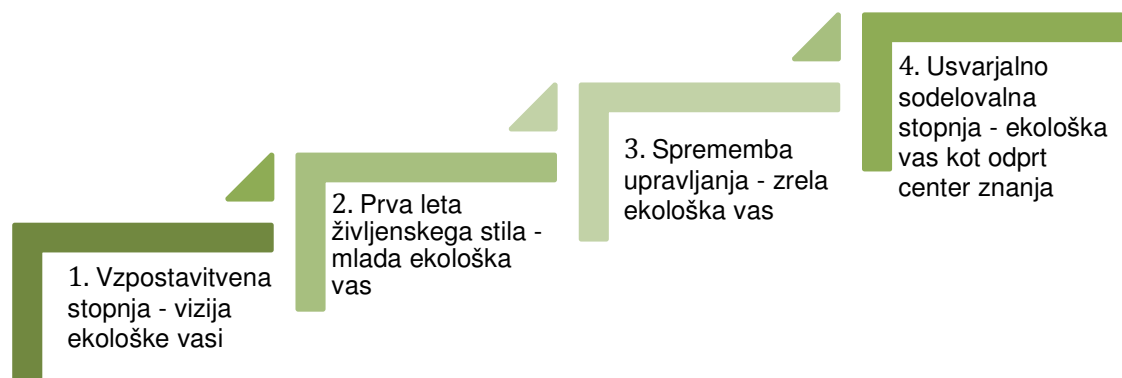 1. Vzpostavitvena
stopnja - vizija
ekološke vasi
2. Prva leta
življenskega stila -
mlada ekološka
vas
3. Sprememba
upravljanja - zrela
ekološka vas
4. Usvarjalno
sodelovalna
stopnja - ekološka
vas kot odprt
center znanja